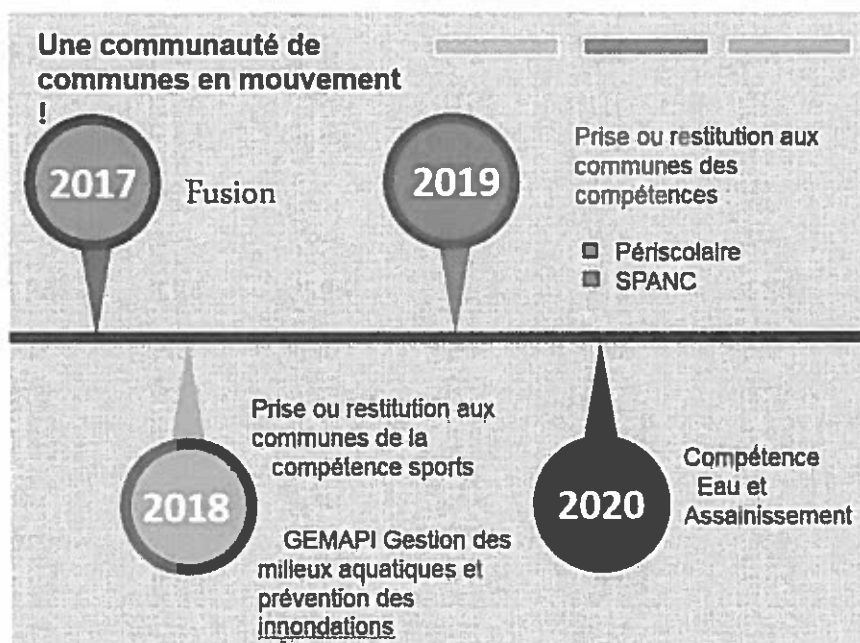 Une communauté de
communes en mouvement
!
2017
Fusion
2019
Prise ou restitution aux
communes des
compétences
Périscolaire
SPANC
2018
Prise ou restitution aux
communes de la
compétence sports
GEMAPI Gestion des
milieux aquatiques et
prévention des
innondations
2020
Compétence
Eau et
Assainissement